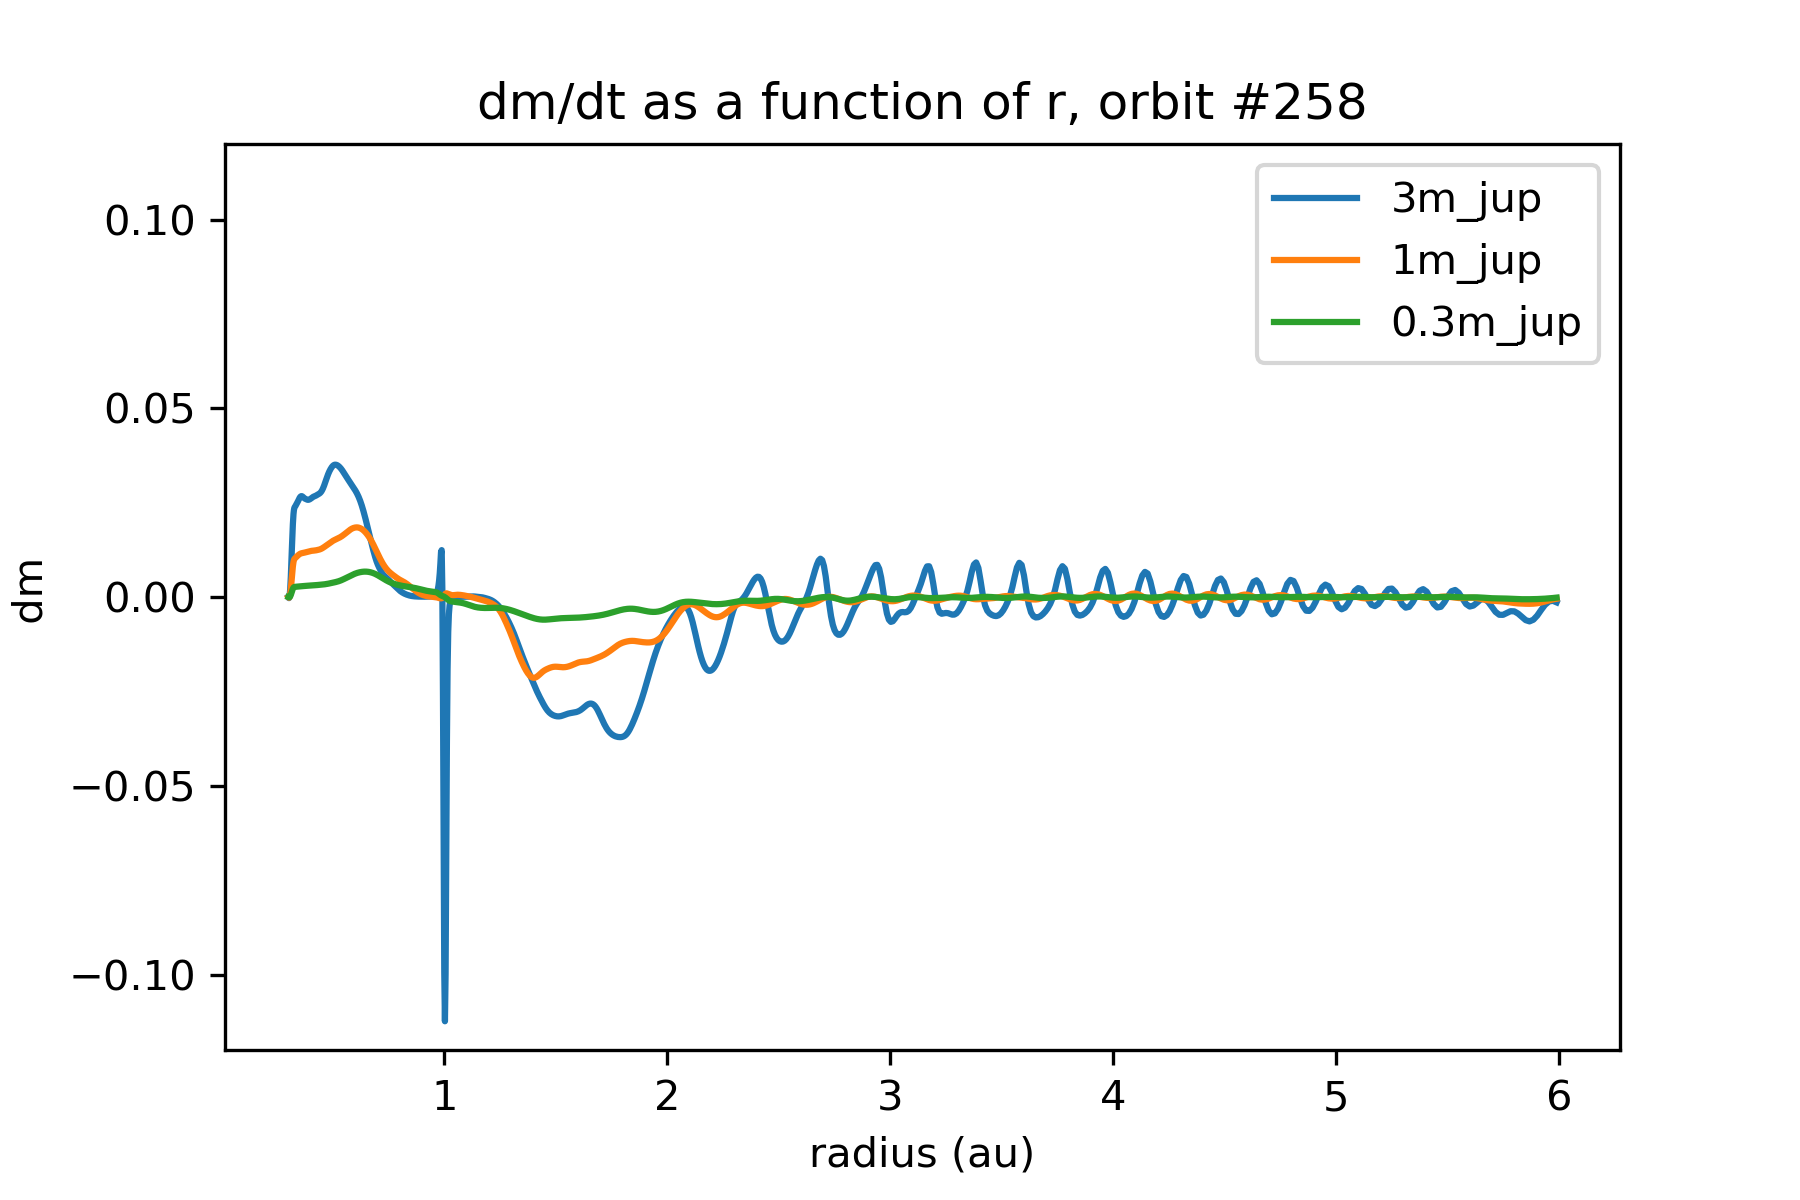 dm/dt as a function of r, orbit #258
3m_jup
1m_jup
0.3m_jup
dm
0.10
0.05
0.00
−0.05
−0.10
1 2 3 4 5 6
radius (au)